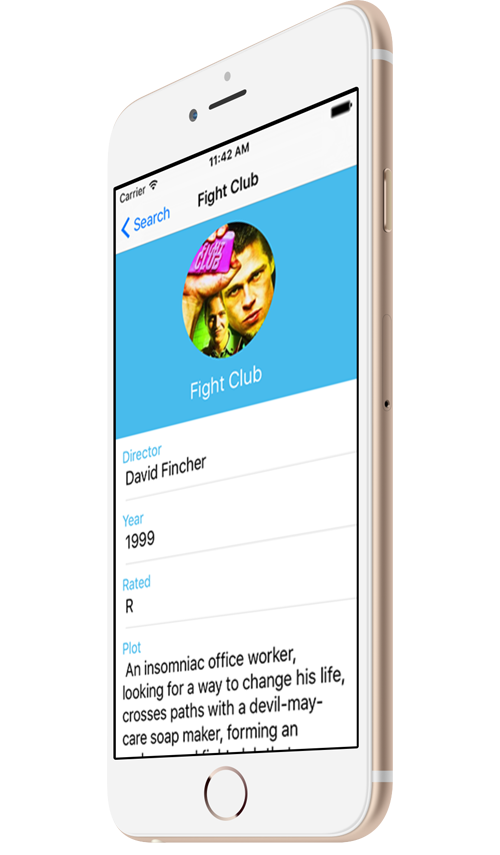 Carrier 11:42 AM
Search Fight Club
FIGHT
CLUB
Fight Club
Director
David Fincher
Year
1999
Rated
R
Plot
An insomniac office worker,
looking for a way to change his life,
crosses paths with a devil-may-
care soap maker, forming an